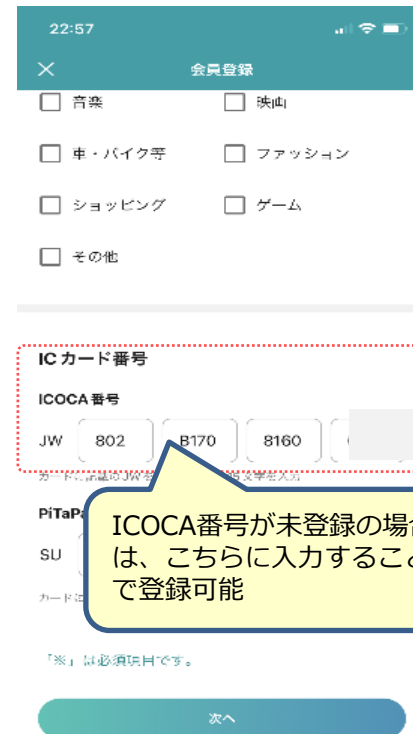 22:57
会員登録
音楽 映画
車・バイク等 ファッション
ショッピング ゲーム
その他
ICカード番号
ICOCA番号
JW 802 B170 8160
PiTaPa
SU
ICOCA番号が未登録の場合
は、こちらに入力すること
で登録可能
「※」は必須項目です。
次へ